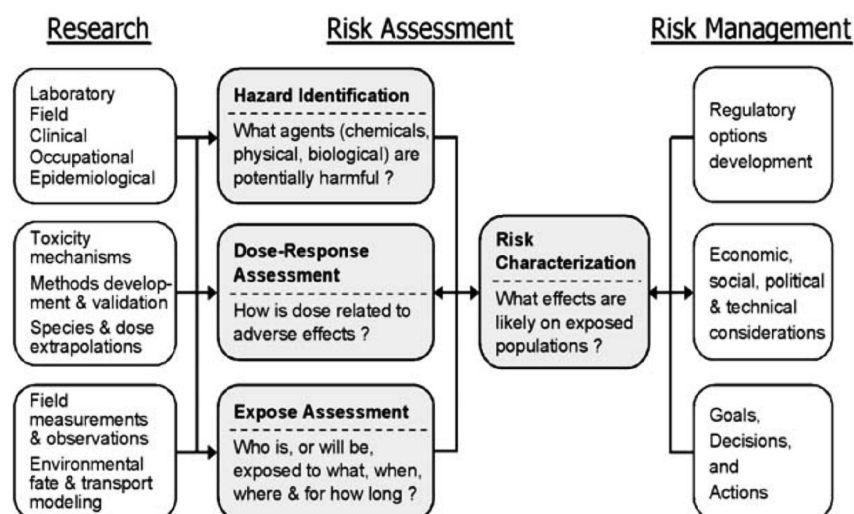 Research
Risk Assessment
Risk Management
Laboratory
Field
Clinical
Occupational
Epidemiological
Toxicity
mechanisms
Methods develop-
ment & validation
Species & dose
extrapolations
Field
measurements
& observations
Environmental
fate & transport
modeling
Hazard Identification
What agents (chemicals,
physical, biological) are
potentially harmful ?
Dose-Response
Assessment
How is dose related to
adverse effects ?
Expose Assessment
Who is, or will be,
exposed to what, when,
where & for how long ?
Risk
Characterization
What effects are
likely on exposed
populations ?
Regulatory
options
development
Economic,
social, political
& technical
considerations
Goals,
Decisions,
and
Actions